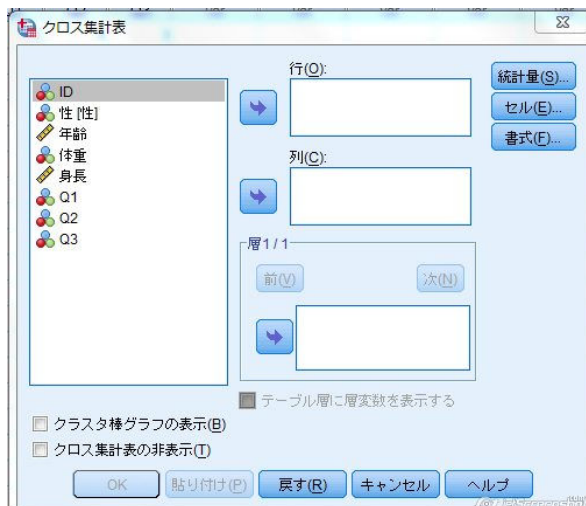 クロス集計表
ID
性 [性]
年齢
体重
身長
Q1
Q2
Q3
行(O):
列(C):
層1 / 1
前(V)
次(N)
テーブル層に層変数を表示する
統計量(S)...
セル(E)...
書式(F)...
クラスタ棒グラフの表示(B)
クロス集計表の非表示(T)
OK
貼り付け(P)
戻す(R)
キャンセル
ヘルプ